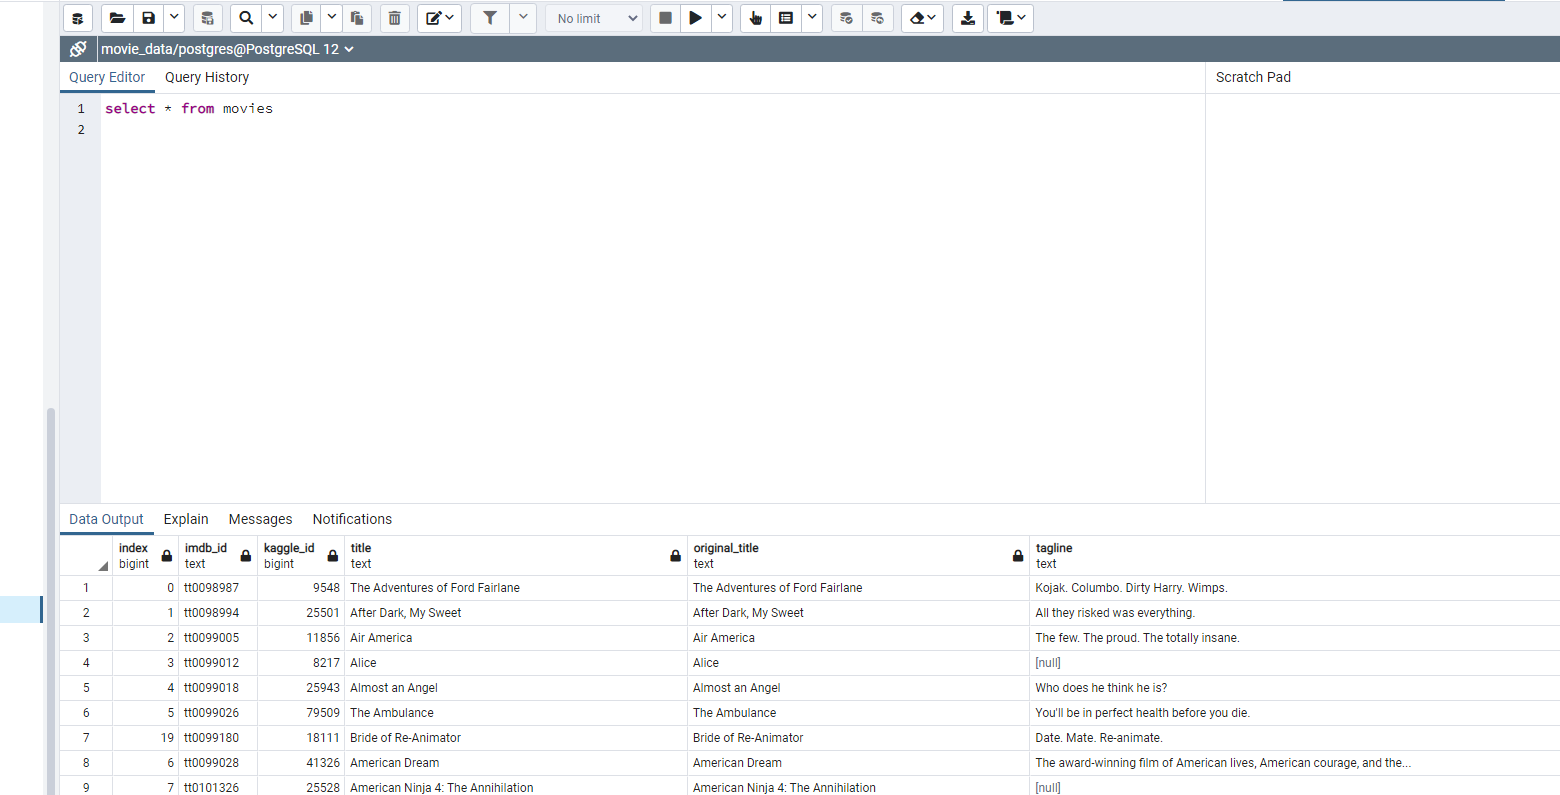 No limit
movie_data/postgres@PostgreSQL 12
Query Editor Query History Scratch Pad
1 select * from movies
2
Data Output Explain Messages Notifications
index imdb_id kaggle_id title original_title tagline
bigint text bigint text text text
1 0 tt0098987 9548 The Adventures of Ford Fairlane The Adventures of Ford Fairlane Kojak. Columbo. Dirty Harry. Wimps.
2 1 tt0098994 25501 After Dark, My Sweet After Dark, My Sweet All they risked was everything.
3 2 tt0099005 11856 Air America Air America The few. The proud. The totally insane.
4 3 tt0099012 8217 Alice Alice [null]
5 4 tt0099018 25943 Almost an Angel Almost an Angel Who does he think he is?
6 5 tt0099026 79509 The Ambulance The Ambulance You'll be in perfect health before you die.
7 19 tt0099180 18111 Bride of Re-Animator Bride of Re-Animator Date. Mate. Re-animate.
8 6 tt0099028 41326 American Dream American Dream The award-winning film of American lives, American courage, and the...
9 7 tt0101326 25528 American Ninja 4: The Annihilation American Ninja 4: The Annihilation [null]